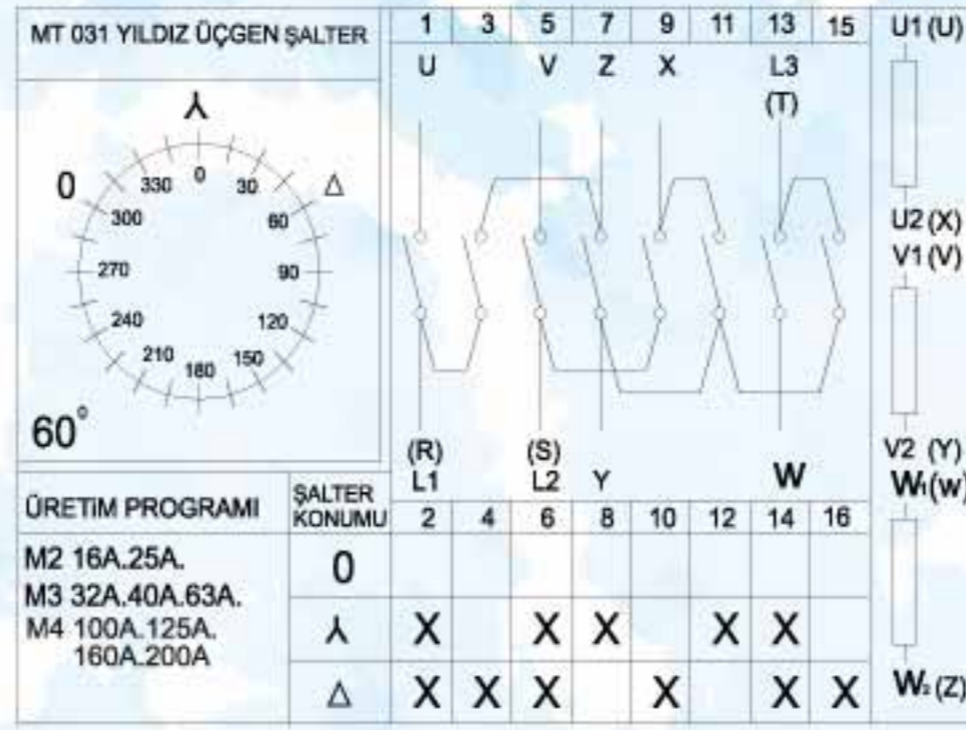 MT 031 YILDIZ ÜÇGEN ŞALTER
1 3 5 7 9 11 13 15
U V Z X L3
(T)
0
0 30 60 90 120 150 180 210 240 270 300 330
60°
(R) (S)
L1 L2 Y W
2 4 6 8 10 12 14 16
ÜRETİM PROGRAMI
M2 16A.25A.
M3 32A.40A.63A.
M4 100A.125A.
160A.200A
ŞALTER
KONUMU
0
⅄ X X X X X
Δ X X X X X X
U1 (U)
U2 (X)
V1 (V)
V2 (Y)
W1 (w)
W2 (Z)